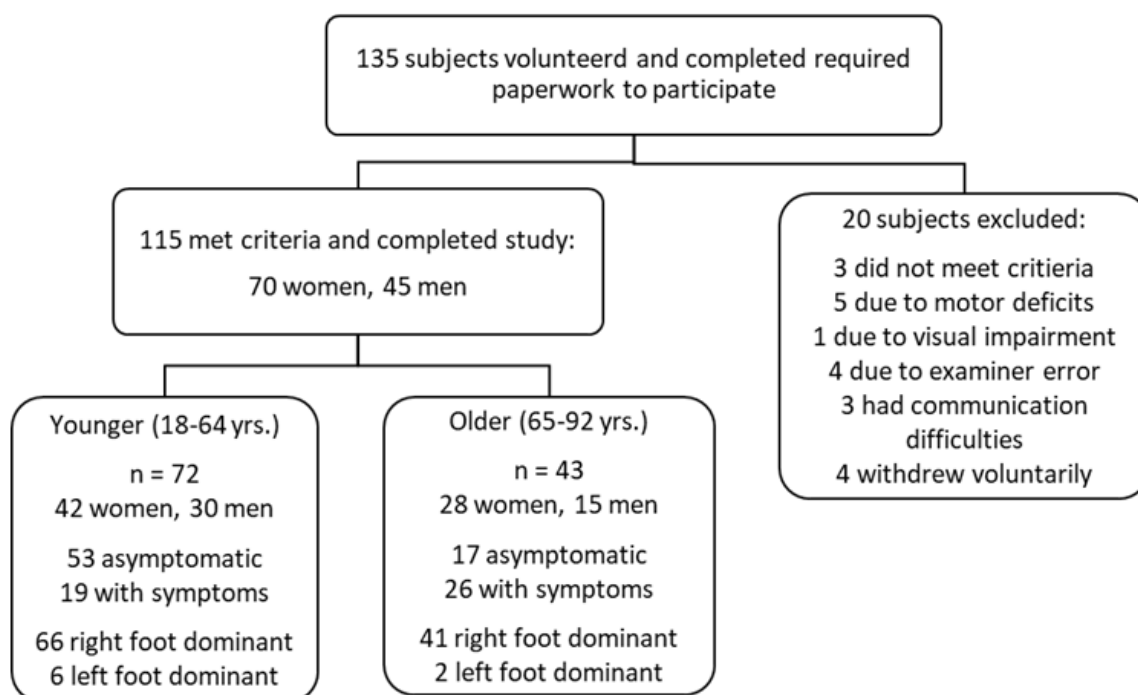 135 subjects volunteerd and completed required
paperwork to participate
115 met criteria and completed study:
70 women, 45 men
20 subjects excluded:
3 did not meet critieria
5 due to motor deficits
1 due to visual impairment
4 due to examiner error
3 had communication
difficulties
4 withdrew voluntarily
Younger (18-64 yrs.)
n = 72
42 women, 30 men
53 asymptomatic
19 with symptoms
66 right foot dominant
6 left foot dominant
Older (65-92 yrs.)
n = 43
28 women, 15 men
17 asymptomatic
26 with symptoms
41 right foot dominant
2 left foot dominant